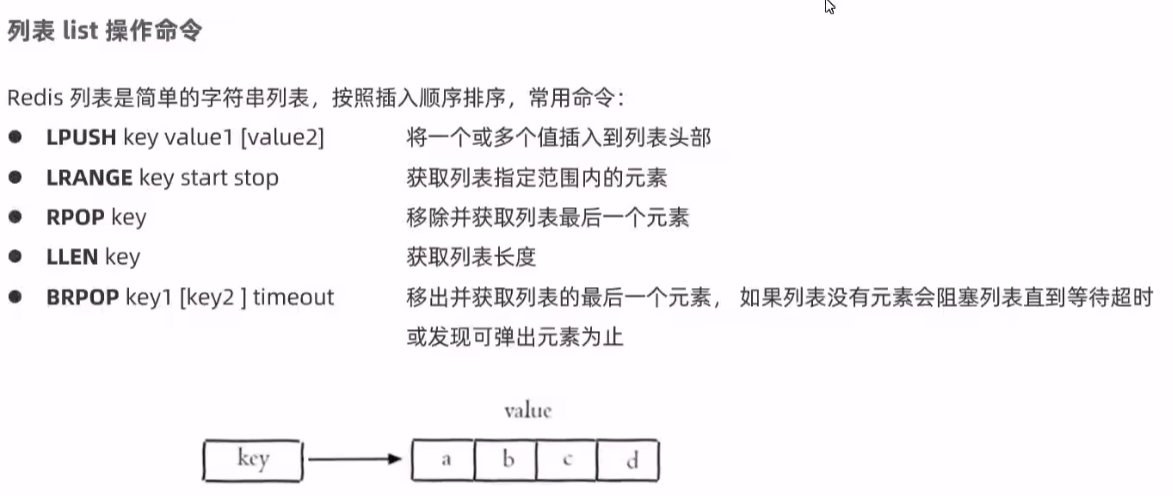 列表 list 操作命令
Redis 列表是简单的字符串列表，按照插入顺序排序，常用命令：
● LPUSH key value1 [value2] 将一个或多个值插入到列表头部
● LRANGE key start stop 获取列表指定范围内的元素
● RPOP key 移除并获取列表最后一个元素
● LLEN key 获取列表长度
● BRPOP key1 [key2 ] timeout 移出并获取列表的最后一个元素， 如果列表没有元素会阻塞列表直到等待超时
或发现可弹出元素为止
value
key a b c d